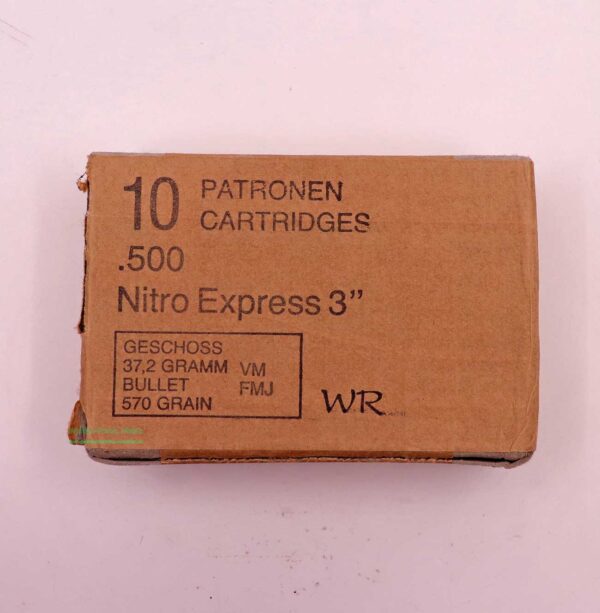 10 PATRONEN
CARTRIDGES
.500
Nitro Express 3”
GESCHOSS
37,2 GRAMM VM
BULLET FMJ
570 GRAIN
WR